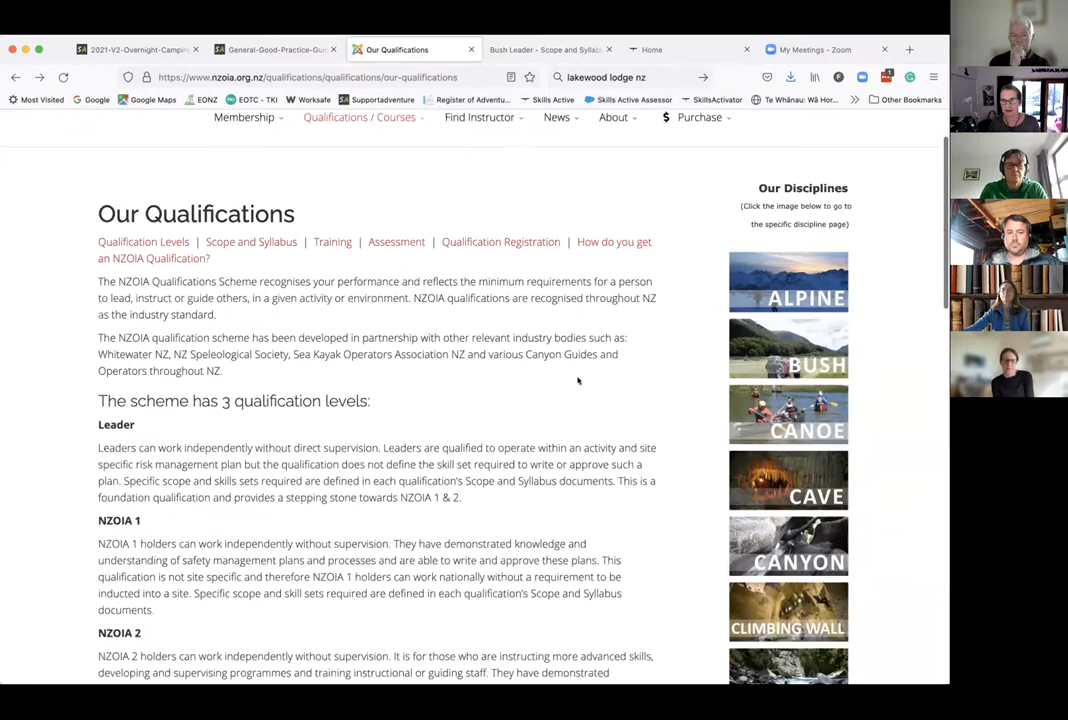 2021-V2-Overnight-Camping
General-Good-Practice-Gui
Our Qualifications
Bush Leader - Scope and Syllab
Home
My Meetings - Zoom
https://www.nzoia.org.nz/qualifications/qualifications/our-qualifications
lakewood lodge nz
Most Visited
Google
Google Maps
EONZ
EOTC - TKI
Worksafe
Supportadventure
Register of Adventu...
Skills Active
Skills Active Assessor
SkillsActivator
Te Whānau: Wā Hor...
Other Bookmarks
Membership
Qualifications / Courses
Find Instructor
News
About
$ Purchase
Our Qualifications
Qualification Levels | Scope and Syllabus | Training | Assessment | Qualification Registration | How do you get
an NZOIA Qualification?
The NZOIA Qualifications Scheme recognises your performance and reflects the minimum requirements for a person
to lead, instruct or guide others, in a given activity or environment. NZOIA qualifications are recognised throughout NZ
as the industry standard.
The NZOIA qualification scheme has been developed in partnership with other relevant industry bodies such as:
Whitewater NZ, NZ Speleological Society, Sea Kayak Operators Association NZ and various Canyon Guides and
Operators throughout NZ.
The scheme has 3 qualification levels:
Leader
Leaders can work independently without direct supervision. Leaders are qualified to operate within an activity and site
specific risk management plan but the qualification does not define the skill set required to write or approve such a
plan. Specific scope and skills sets required are defined in each qualification's Scope and Syllabus documents. This is a
foundation qualification and provides a stepping stone towards NZOIA 1 & 2.
NZOIA 1
NZOIA 1 holders can work independently without supervision. They have demonstrated knowledge and
understanding of safety management plans and processes and are able to write and approve these plans. This
qualification is not site specific and therefore NZOIA 1 holders can work nationally without a requirement to be
inducted into a site. Specific scope and skill sets required are defined in each qualification's Scope and Syllabus
documents.
NZOIA 2
NZOIA 2 holders can work independently without supervision. It is for those who are instructing more advanced skills,
developing and supervising programmes and training instructional or guiding staff. They have demonstrated
Our Disciplines
(Click the image below to go to
the specific discipline page)
ALPINE
BUSH
CANOE
CAVE
CANYON
CLIMBING WALL